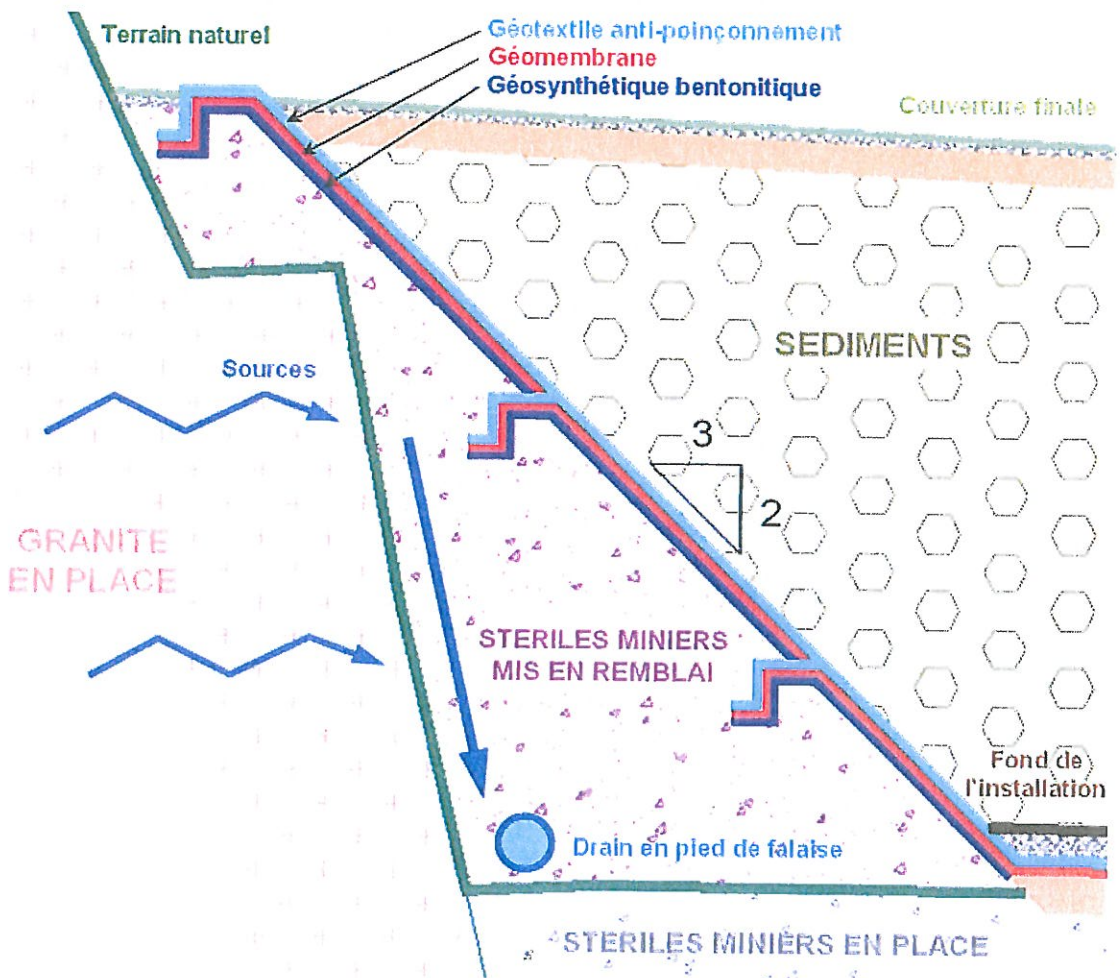 Terrain naturel
Géotextile anti-poinçonnement
Géomembrane
Géosynthétique bentonitique
Couverture finale
SEDIMENTS
Sources
3
2
GRANITE
EN PLACE
STERILES MINIERS
MIS EN REMBLAI
Fond de
l'installation
Drain en pied de falaise
STERILES MINIERS EN PLACE